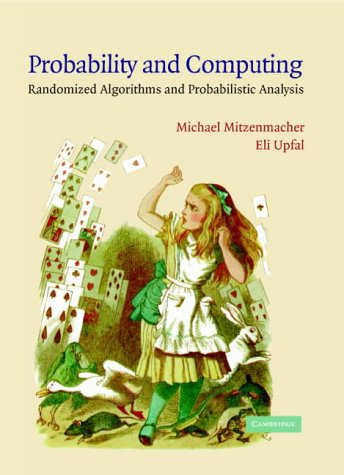 Probability and Computing
Randomized Algorithms and Probabilistic Analysis
Michael Mitzenmacher
Eli Upfal
CAMBRIDGE